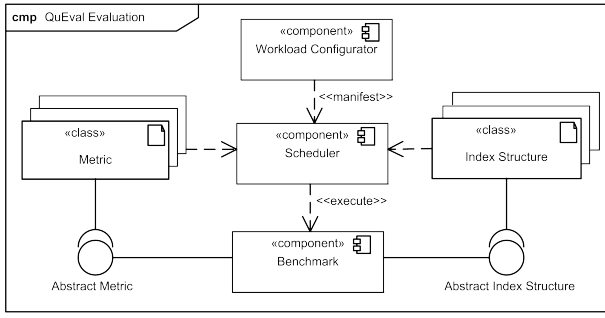 cmp QuEval Evaluation
«component»
Workload Configurator
<<manifest>>
«class»
Metric
«component»
Scheduler
«class»
Index Structure
<<execute>>
«component»
Benchmark
Abstract Metric
Abstract Index Structure